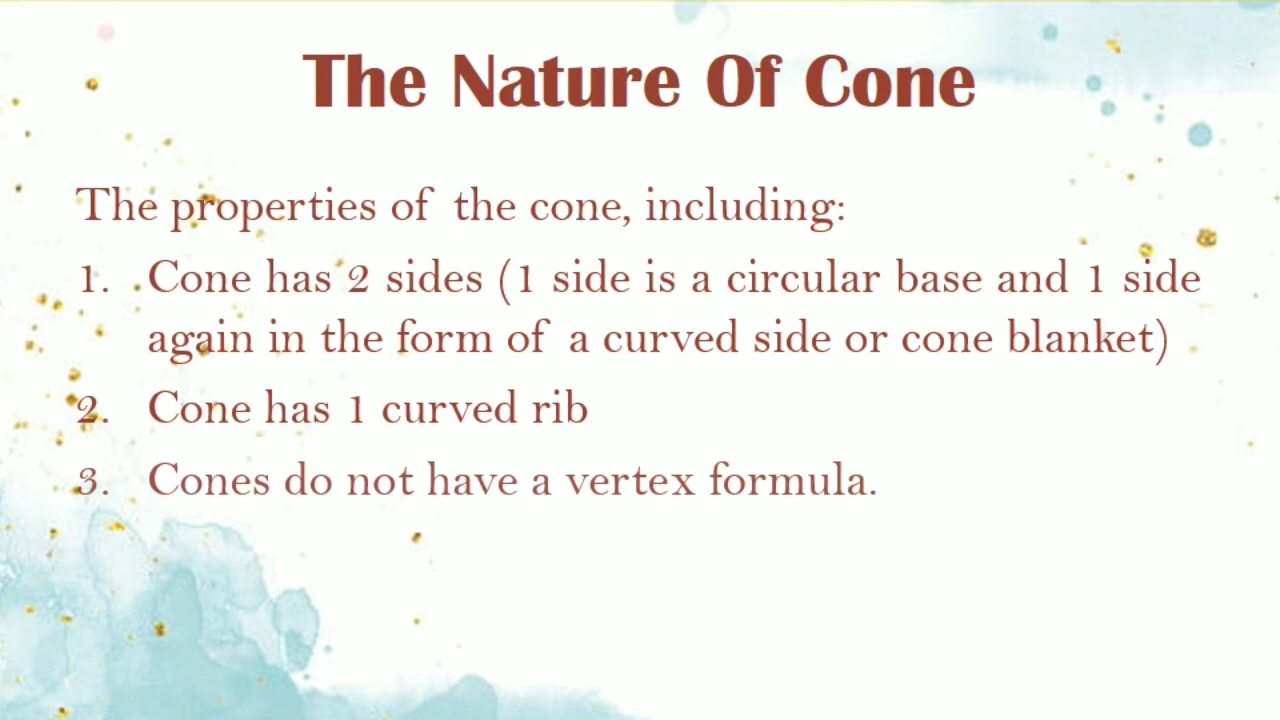 The Nature Of Cone
The properties of the cone, including:
1. Cone has 2 sides (1 side is a circular base and 1 side
again in the form of a curved side or cone blanket)
2. Cone has 1 curved rib
3. Cones do not have a vertex formula.